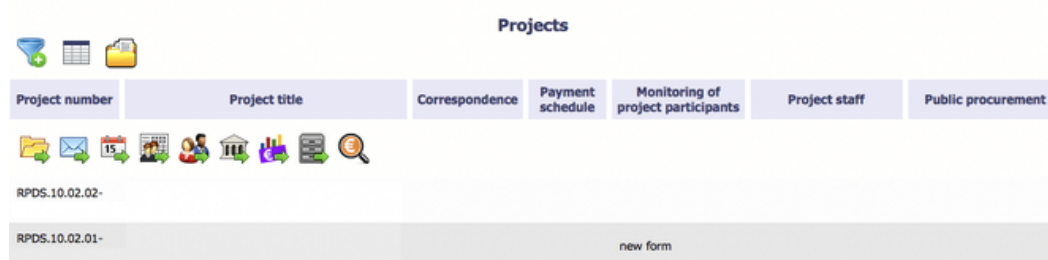 Projects
Project number
Project title
Correspondence
Payment schedule
Monitoring of project participants
Project staff
Public procurement
15
RPDS.10.02.02-
RPDS.10.02.01-
new form